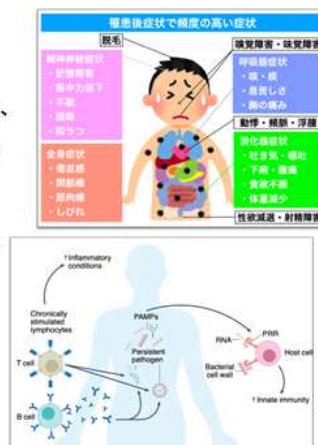 罹患後症状で頻度の高い症状
脱毛
嗅覚障害・味覚障害
精神神経症状
・記憶障害
・集中力低下
・不眠
・頭痛
・抑うつ
呼吸器症状
・咳・痰
・息苦しさ
・胸の痛み
動悸・頻脈・浮腫
全身症状
・倦怠感
・関節痛
・筋肉痛
・しびれ
消化器症状
・吐き気・嘔吐
・下痢・腹痛
・食欲不振
・体重減少
性欲減退・射精障害
、
↑Inflammatory
conditions
Chronically
stimulated
lymphocytes
T cell
B cell
PAMPs
Persistent
pathogen
RNA
PRR
Bacterial
cell wall
Host cell
↑Innate immunity